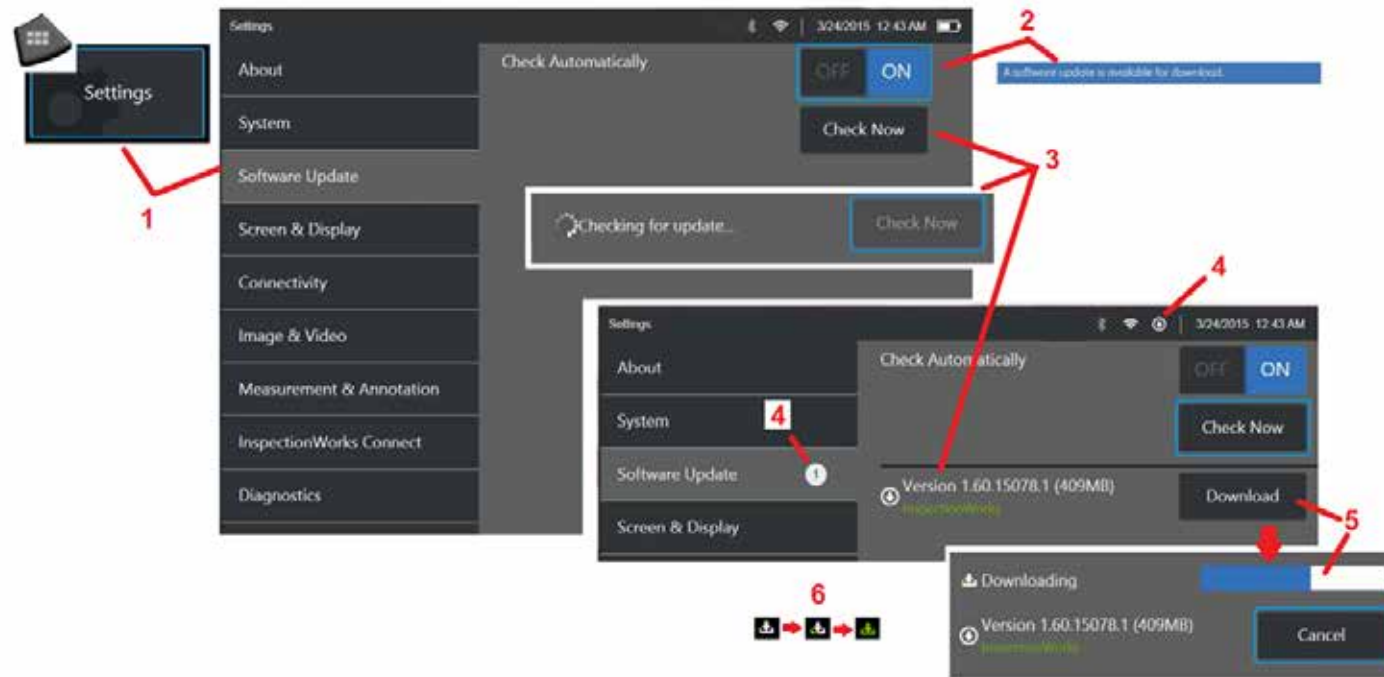 Settings
1
Settings
3/24/2015 12:43 AM
About
System
Software Update
Screen & Display
Connectivity
Image & Video
Measurement & Annotation
InspectionWorks Connect
Diagnostics
Check Automatically
OFF ON
Check Now
2
A software update is available for download.
3
Checking for update...
Check Now
4
Settings
3/24/2015 12:43 AM
About
System
4
Software Update 1
Screen & Display
Check Automatically
OFF ON
Check Now
Version 1.60.15078.1 (409MB)
InspectionWorks
Download
5
Downloading
Version 1.60.15078.1 (409MB)
InspectionWorks
Cancel
6